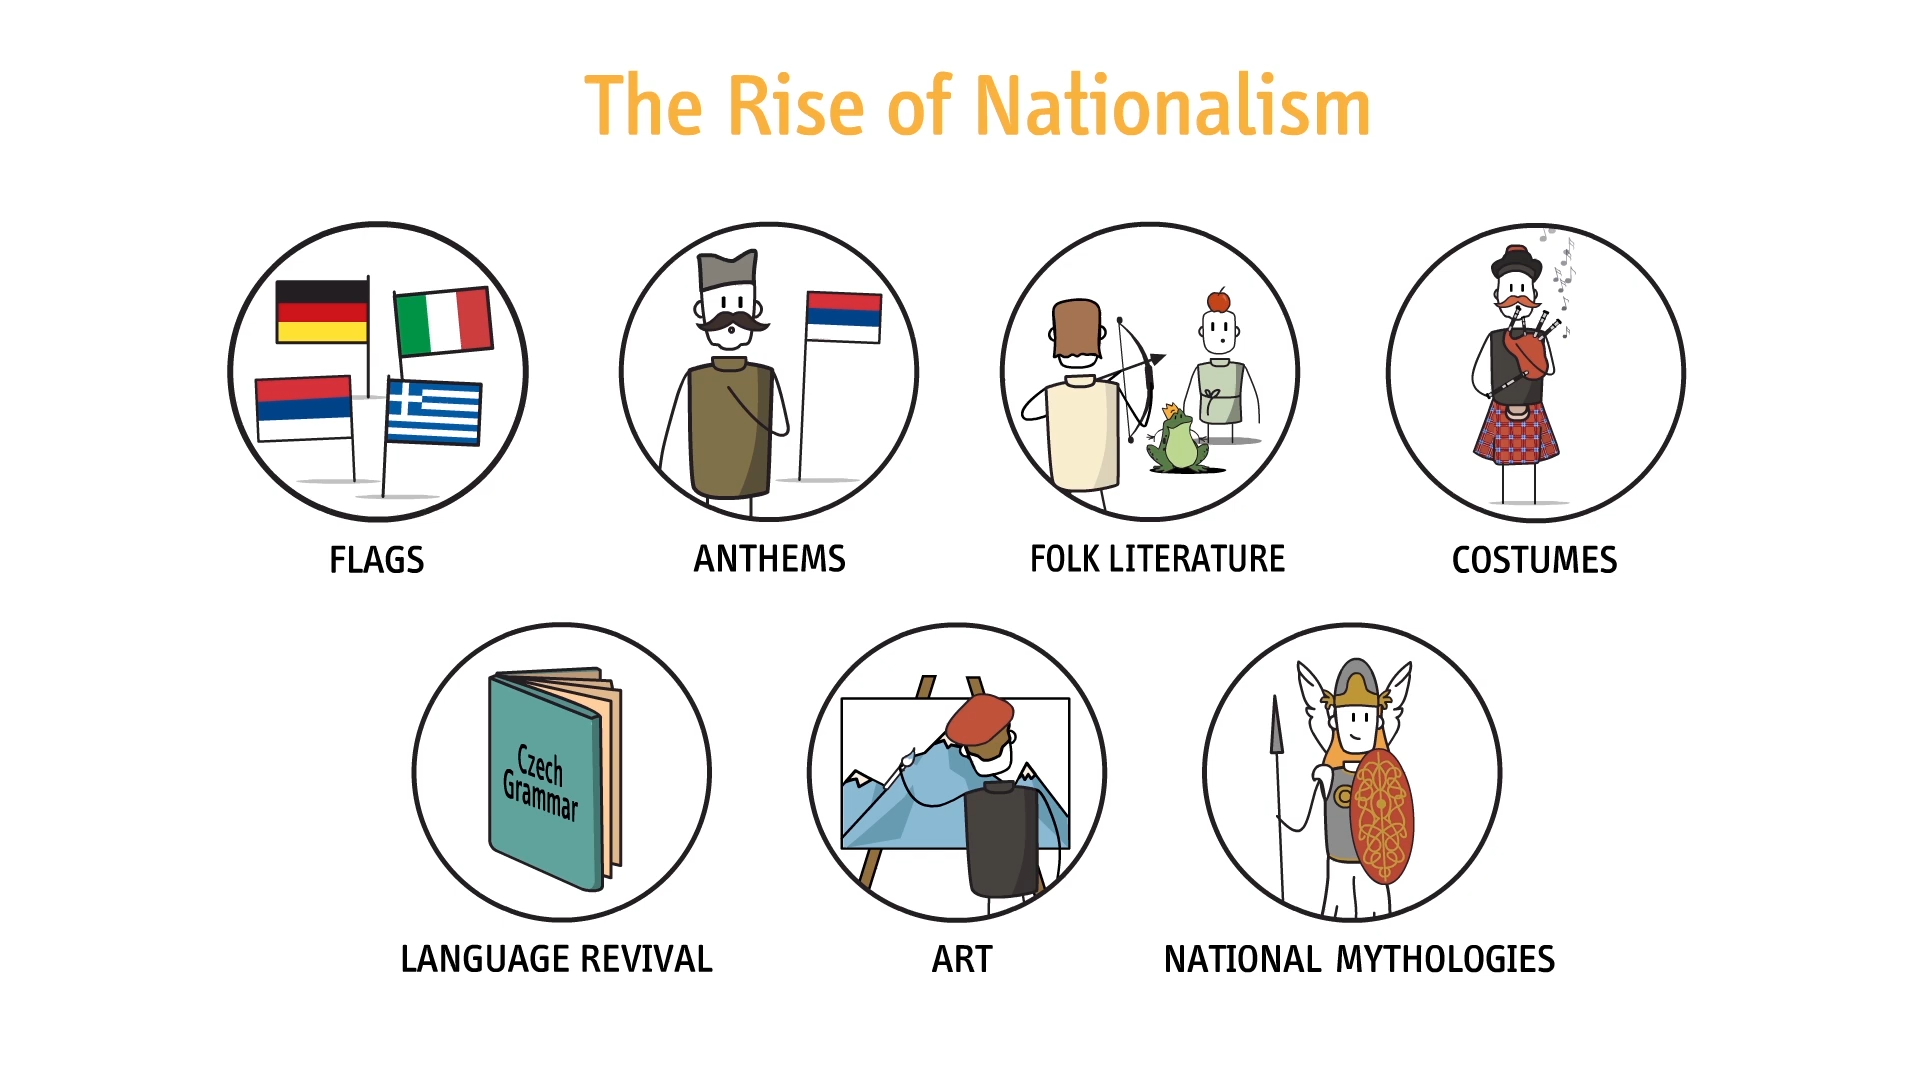 The Rise of Nationalism
FLAGS
ANTHEMS
FOLK LITERATURE
COSTUMES
Czech
Grammar
LANGUAGE REVIVAL
ART
NATIONAL MYTHOLOGIES